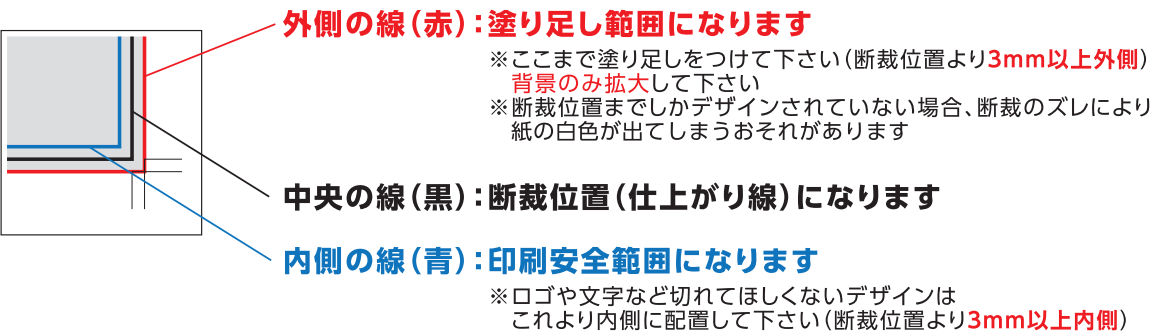 外側の線（赤）：塗り足し範囲になります
※ここまで塗り足しをつけて下さい（断裁位置より3mm以上外側）
背景のみ拡大して下さい
※断裁位置までしかデザインされていない場合、断裁のズレにより
紙の白色が出てしまうおそれがあります
中央の線（黒）：断裁位置（仕上がり線）になります
内側の線（青）：印刷安全範囲になります
※ロゴや文字など切れてほしくないデザインは
これより内側に配置して下さい（断裁位置より3mm以上内側）